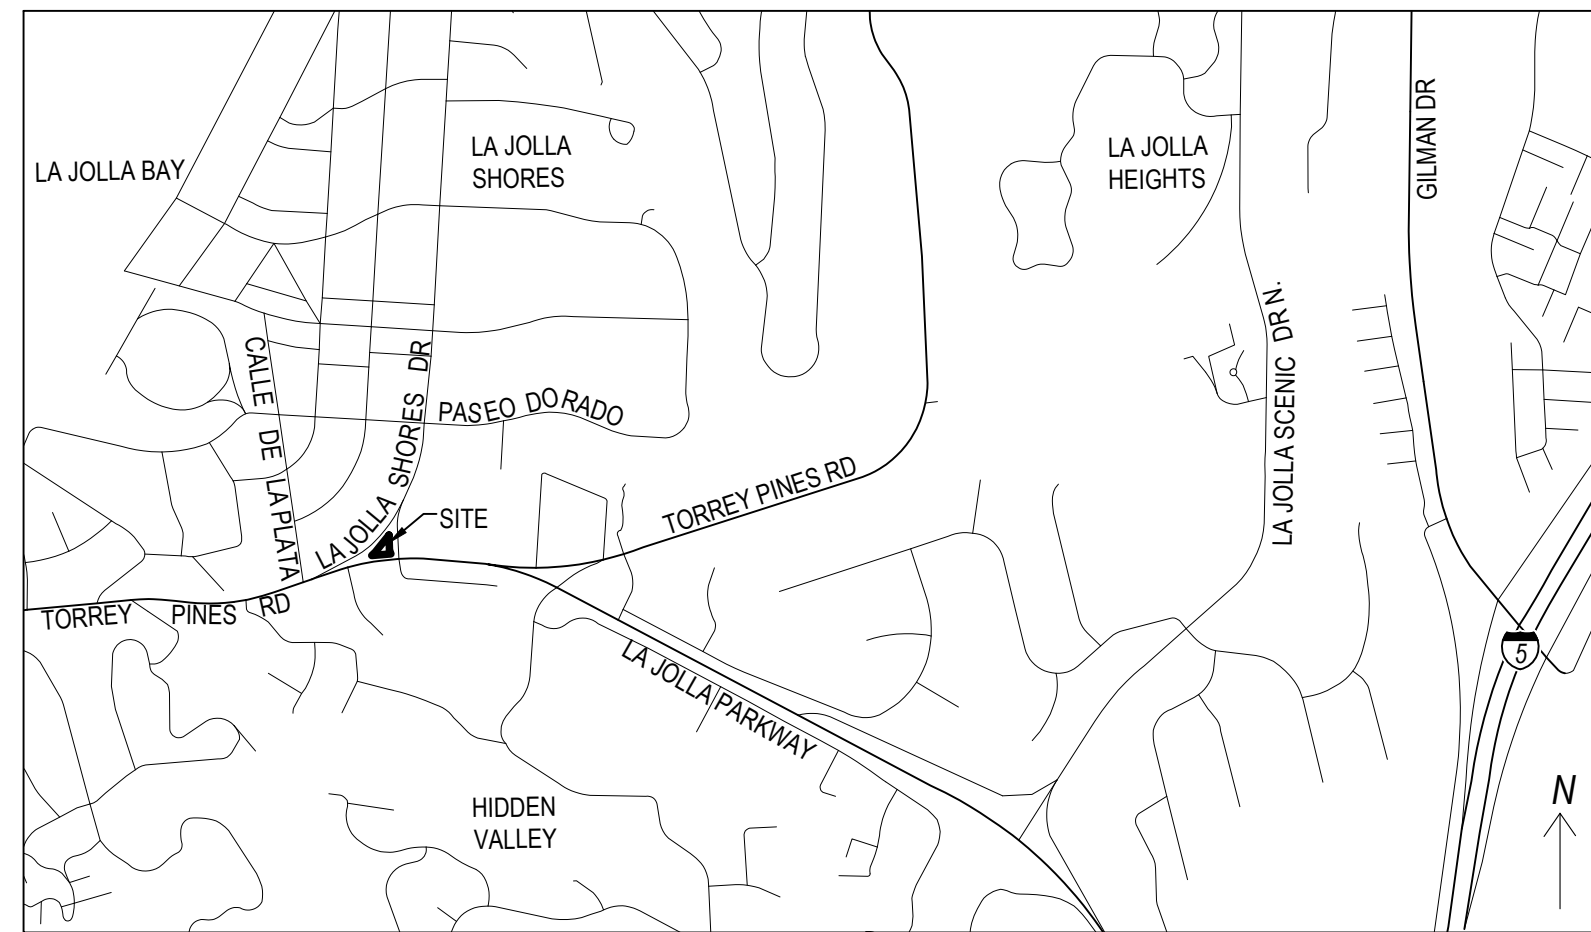 LA JOLLA BAY
LA JOLLA
SHORES
LA JOLLA
HEIGHTS
GILMAN DR
LA JOLLA SCENIC DR N.
CALLE DE LA PLATA
LA JOLLA SHORES DR
PASEO DORADO
SITE
TORREY PINES RD
TORREY PINES RD
LA JOLLA PARKWAY
5
HIDDEN
VALLEY
N